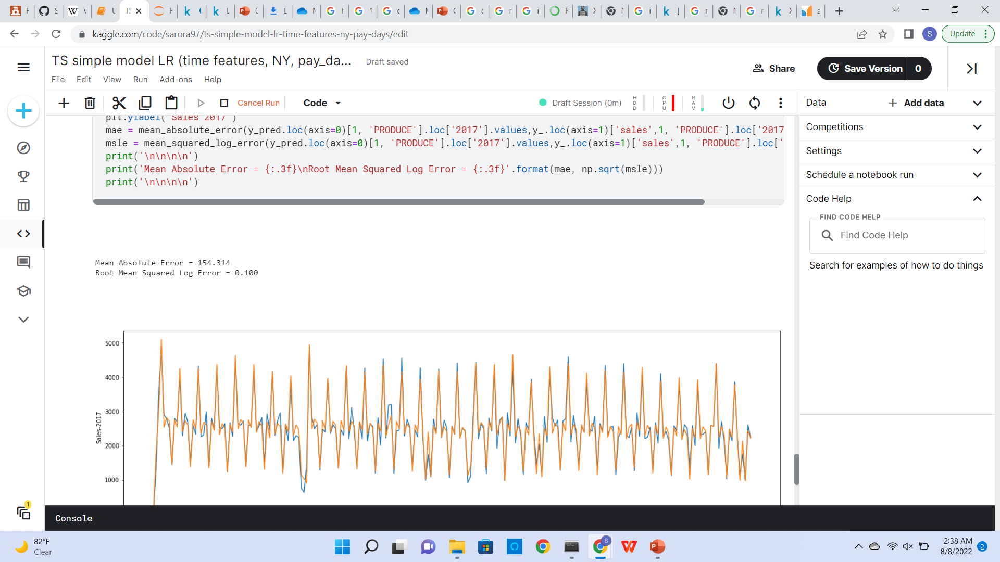 TS
Update
kaggle.com/code/sarora97/ts-simple-model-lr-time-features-ny-pay-days/edit
S
TS simple model LR (time features, NY, pay_da...
Draft saved
Share
Save Version
0
File Edit View Run Add-ons Help
Cancel Run
Code
Draft Session (0m)
HDD
CPU
RAM
plt.ylabel('Sales 2017')
mae = mean_absolute_error(y_pred.loc(axis=0)[1, 'PRODUCE'].loc['2017'].values,y_.loc(axis=1)['sales',1, 'PRODUCE'].loc['2017
msle = mean_squared_log_error(y_pred.loc(axis=0)[1, 'PRODUCE'].loc['2017'].values,y_.loc(axis=1)['sales',1, 'PRODUCE'].loc['
print('\n\n\n\n')
print('Mean Absolute Error = {:.3f}\nRoot Mean Squared Log Error = {:.3f}'.format(mae, np.sqrt(msle)))
print('\n\n\n\n')
Mean Absolute Error = 154.314
Root Mean Squared Log Error = 0.100
5000
4000
3000
2000
1000
Sales-2017
Data
Add data
Competitions
Settings
Schedule a notebook run
Code Help
FIND CODE HELP
Find Code Help
Search for examples of how to do things
1
Console
82°F
Clear
2:38 AM
8/8/2022
2